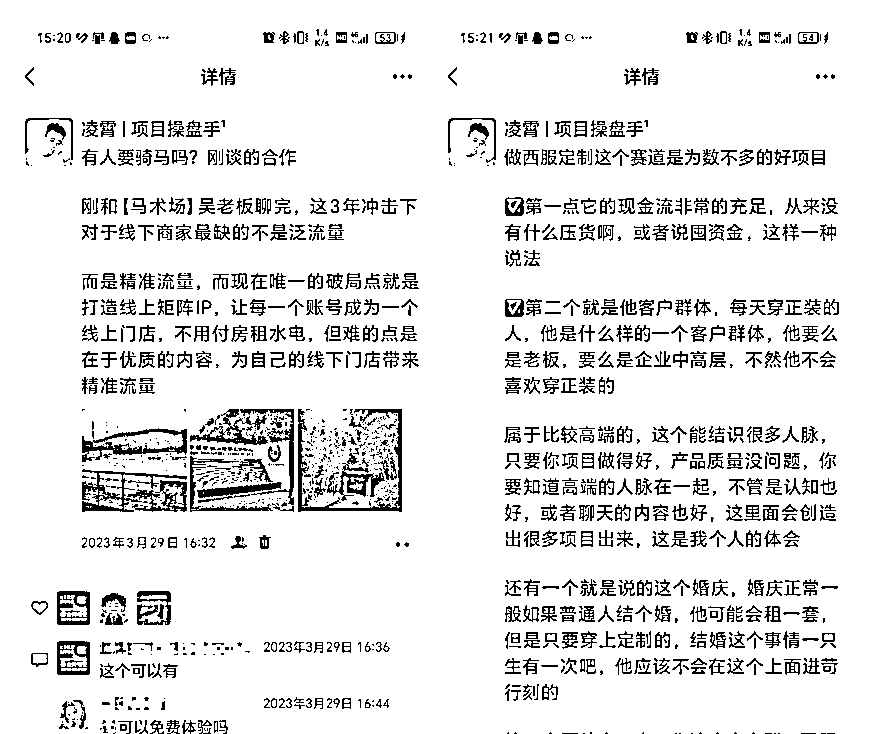 15:20
1.4
K/s
53
详情
凌霄 | 项目操盘手¹
有人要骑马吗？刚谈的合作
刚和【马术场】吴老板聊完，这3年冲击下
对于线下商家最缺的不是泛流量
而是精准流量，而现在唯一的破局点就是
打造线上矩阵IP，让每一个账号成为一个
线上门店，不用付房租水电，但难的点是
在于优质的内容，为自己的线下门店带来
精准流量
2023年3月29日 16:32
2023年3月29日 16:36
这个可以有
2023年3月29日 16:44
可以免费体验吗
15:21
1.4
K/s
54
详情
凌霄 | 项目操盘手¹
做西服定制这个赛道是为数不多的好项目
第一点它的现金流非常的充足，从来没
有什么压货啊，或者说囤资金，这样一种
说法
第二个就是他客户群体，每天穿正装的
人，他是什么样的一个客户群体，他要么
是老板，要么是企业中高层，不然他不会
喜欢穿正装的
属于比较高端的，这个能结识很多人脉，
只要你项目做得好，产品质量没问题，你
要知道高端的人脉在一起，不管是认知也
好，或者聊天的内容也好，这里面会创造
出很多项目出来，这是我个人的体会
还有一个就是说的这个婚庆，婚庆正常一
般如果普通人结个婚，他可能会租一套，
但是只要穿上定制的，结婚这个事情一只
生有一次吧，他应该不会在这个上面进苛
行刻的